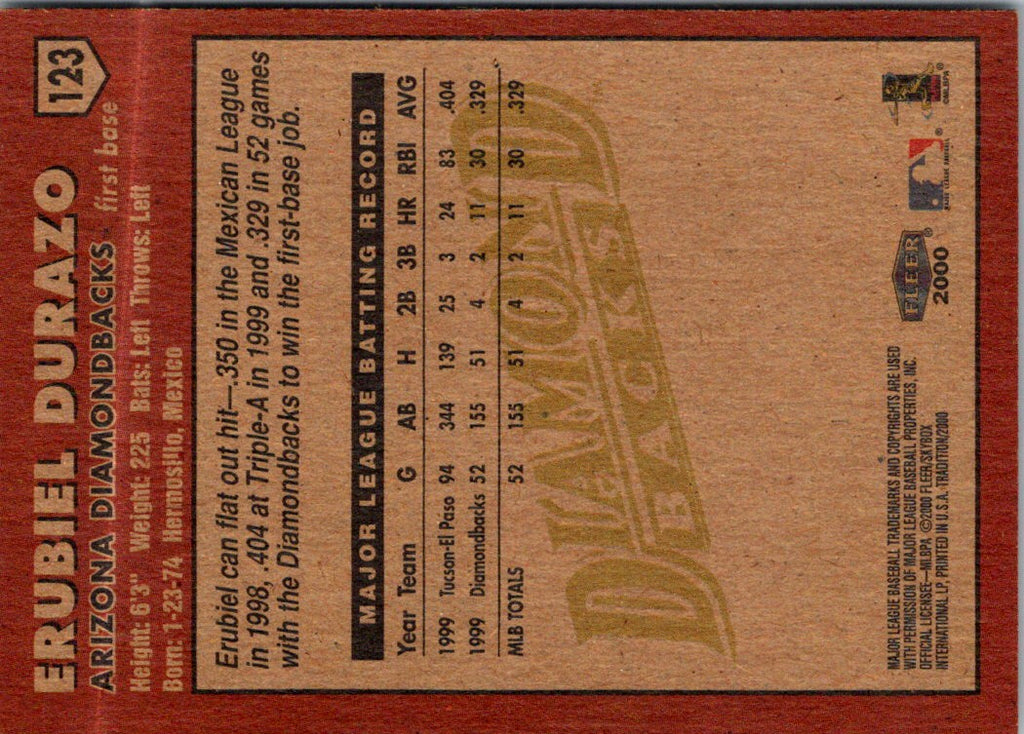 ERUBIEL DURAZO
123
ARIZONA DIAMONDBACKS™ first base
Height: 6'3" Weight: 225 Bats: Left Throws: Left
Born: 1-23-74 Hermosillo, Mexico
Erubiel can flat out hit—.350 in the Mexican League
in 1998, .404 at Triple-A in 1999 and .329 in 52 games
with the Diamondbacks to win the first-base job.
MAJOR LEAGUE BATTING RECORD
Year Team G AB H 2B 3B HR RBI AVG
1999 Tucson-El Paso 94 344 139 25 3 24 83 .404
1999 Diamondbacks 52 155 51 4 2 11 30 .329
MLB TOTALS 52 155 51 4 2 11 30 .329
DIAMOND
BACKS
MAJOR LEAGUE BASEBALL TRADEMARKS AND COPYRIGHTS ARE USED
WITH PERMISSION OF MAJOR LEAGUE BASEBALL PROPERTIES, INC.
OFFICIAL LICENSEE—MLBPA ©2000 FLEER/SKYBOX
INTERNATIONAL LP, PRINTED IN U.S.A. TRADITION/2000
FLEER®
2000
©MLBPA